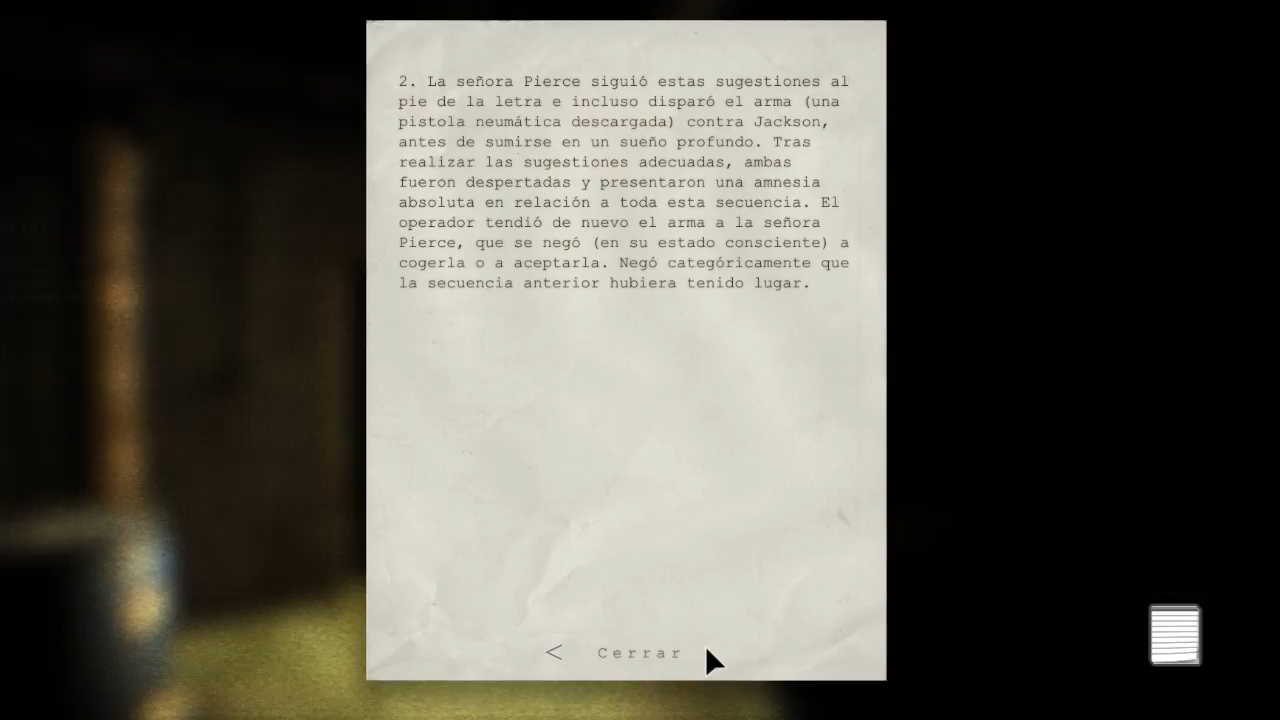 2. La señora Pierce siguió estas sugestiones al
pie de la letra e incluso disparó el arma (una
pistola neumática descargada) contra Jackson,
antes de sumirse en un sueño profundo. Tras
realizar las sugestiones adecuadas, ambas
fueron despertadas y presentaron una amnesia
absoluta en relación a toda esta secuencia. El
operador tendió de nuevo el arma a la señora
Pierce, que se negó (en su estado consciente) a
cogerla o a aceptarla. Negó categóricamente que
la secuencia anterior hubiera tenido lugar.
< Cerrar